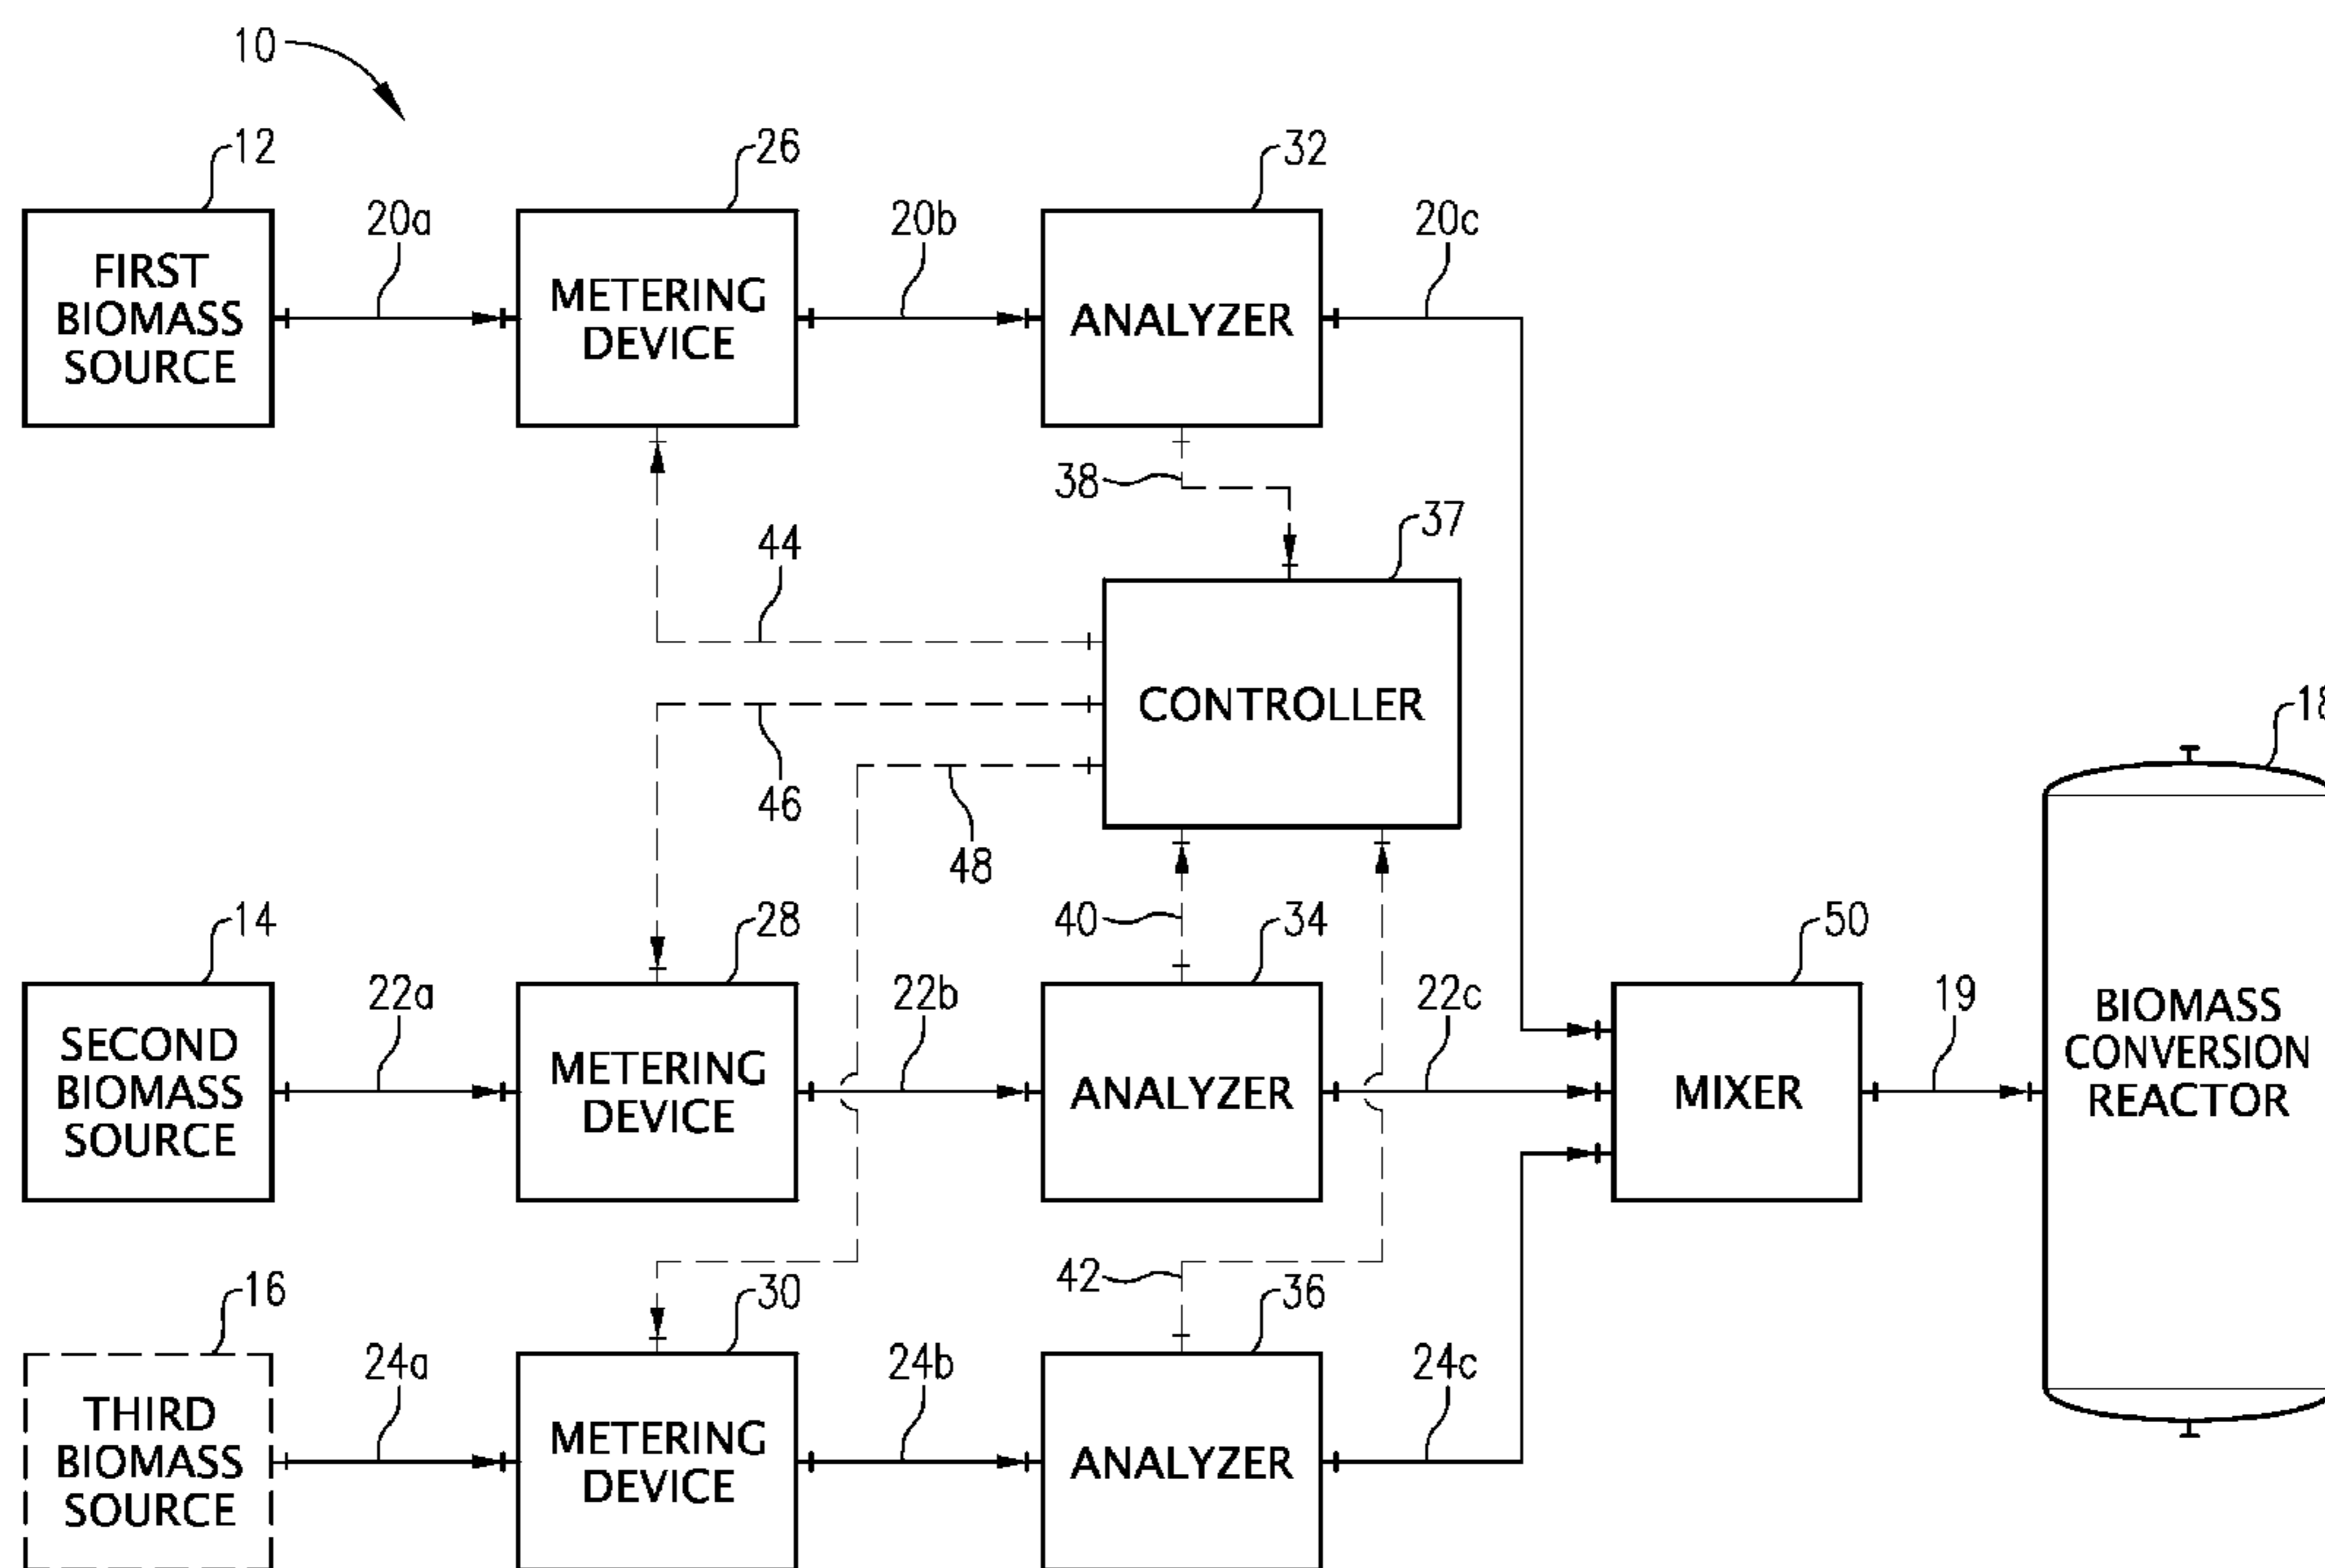 10
12
26
32
20a
20b
20c
FIRST
BIOMASS
SOURCE
METERING
DEVICE
ANALYZER
38
37
44
CONTROLLER
46
48
18
14
28
40
34
50
22a
22b
22c
19
SECOND
BIOMASS
SOURCE
METERING
DEVICE
ANALYZER
MIXER
BIOMASS
CONVERSION
REACTOR
16
30
42
36
24a
24b
24c
THIRD
BIOMASS
SOURCE
METERING
DEVICE
ANALYZER